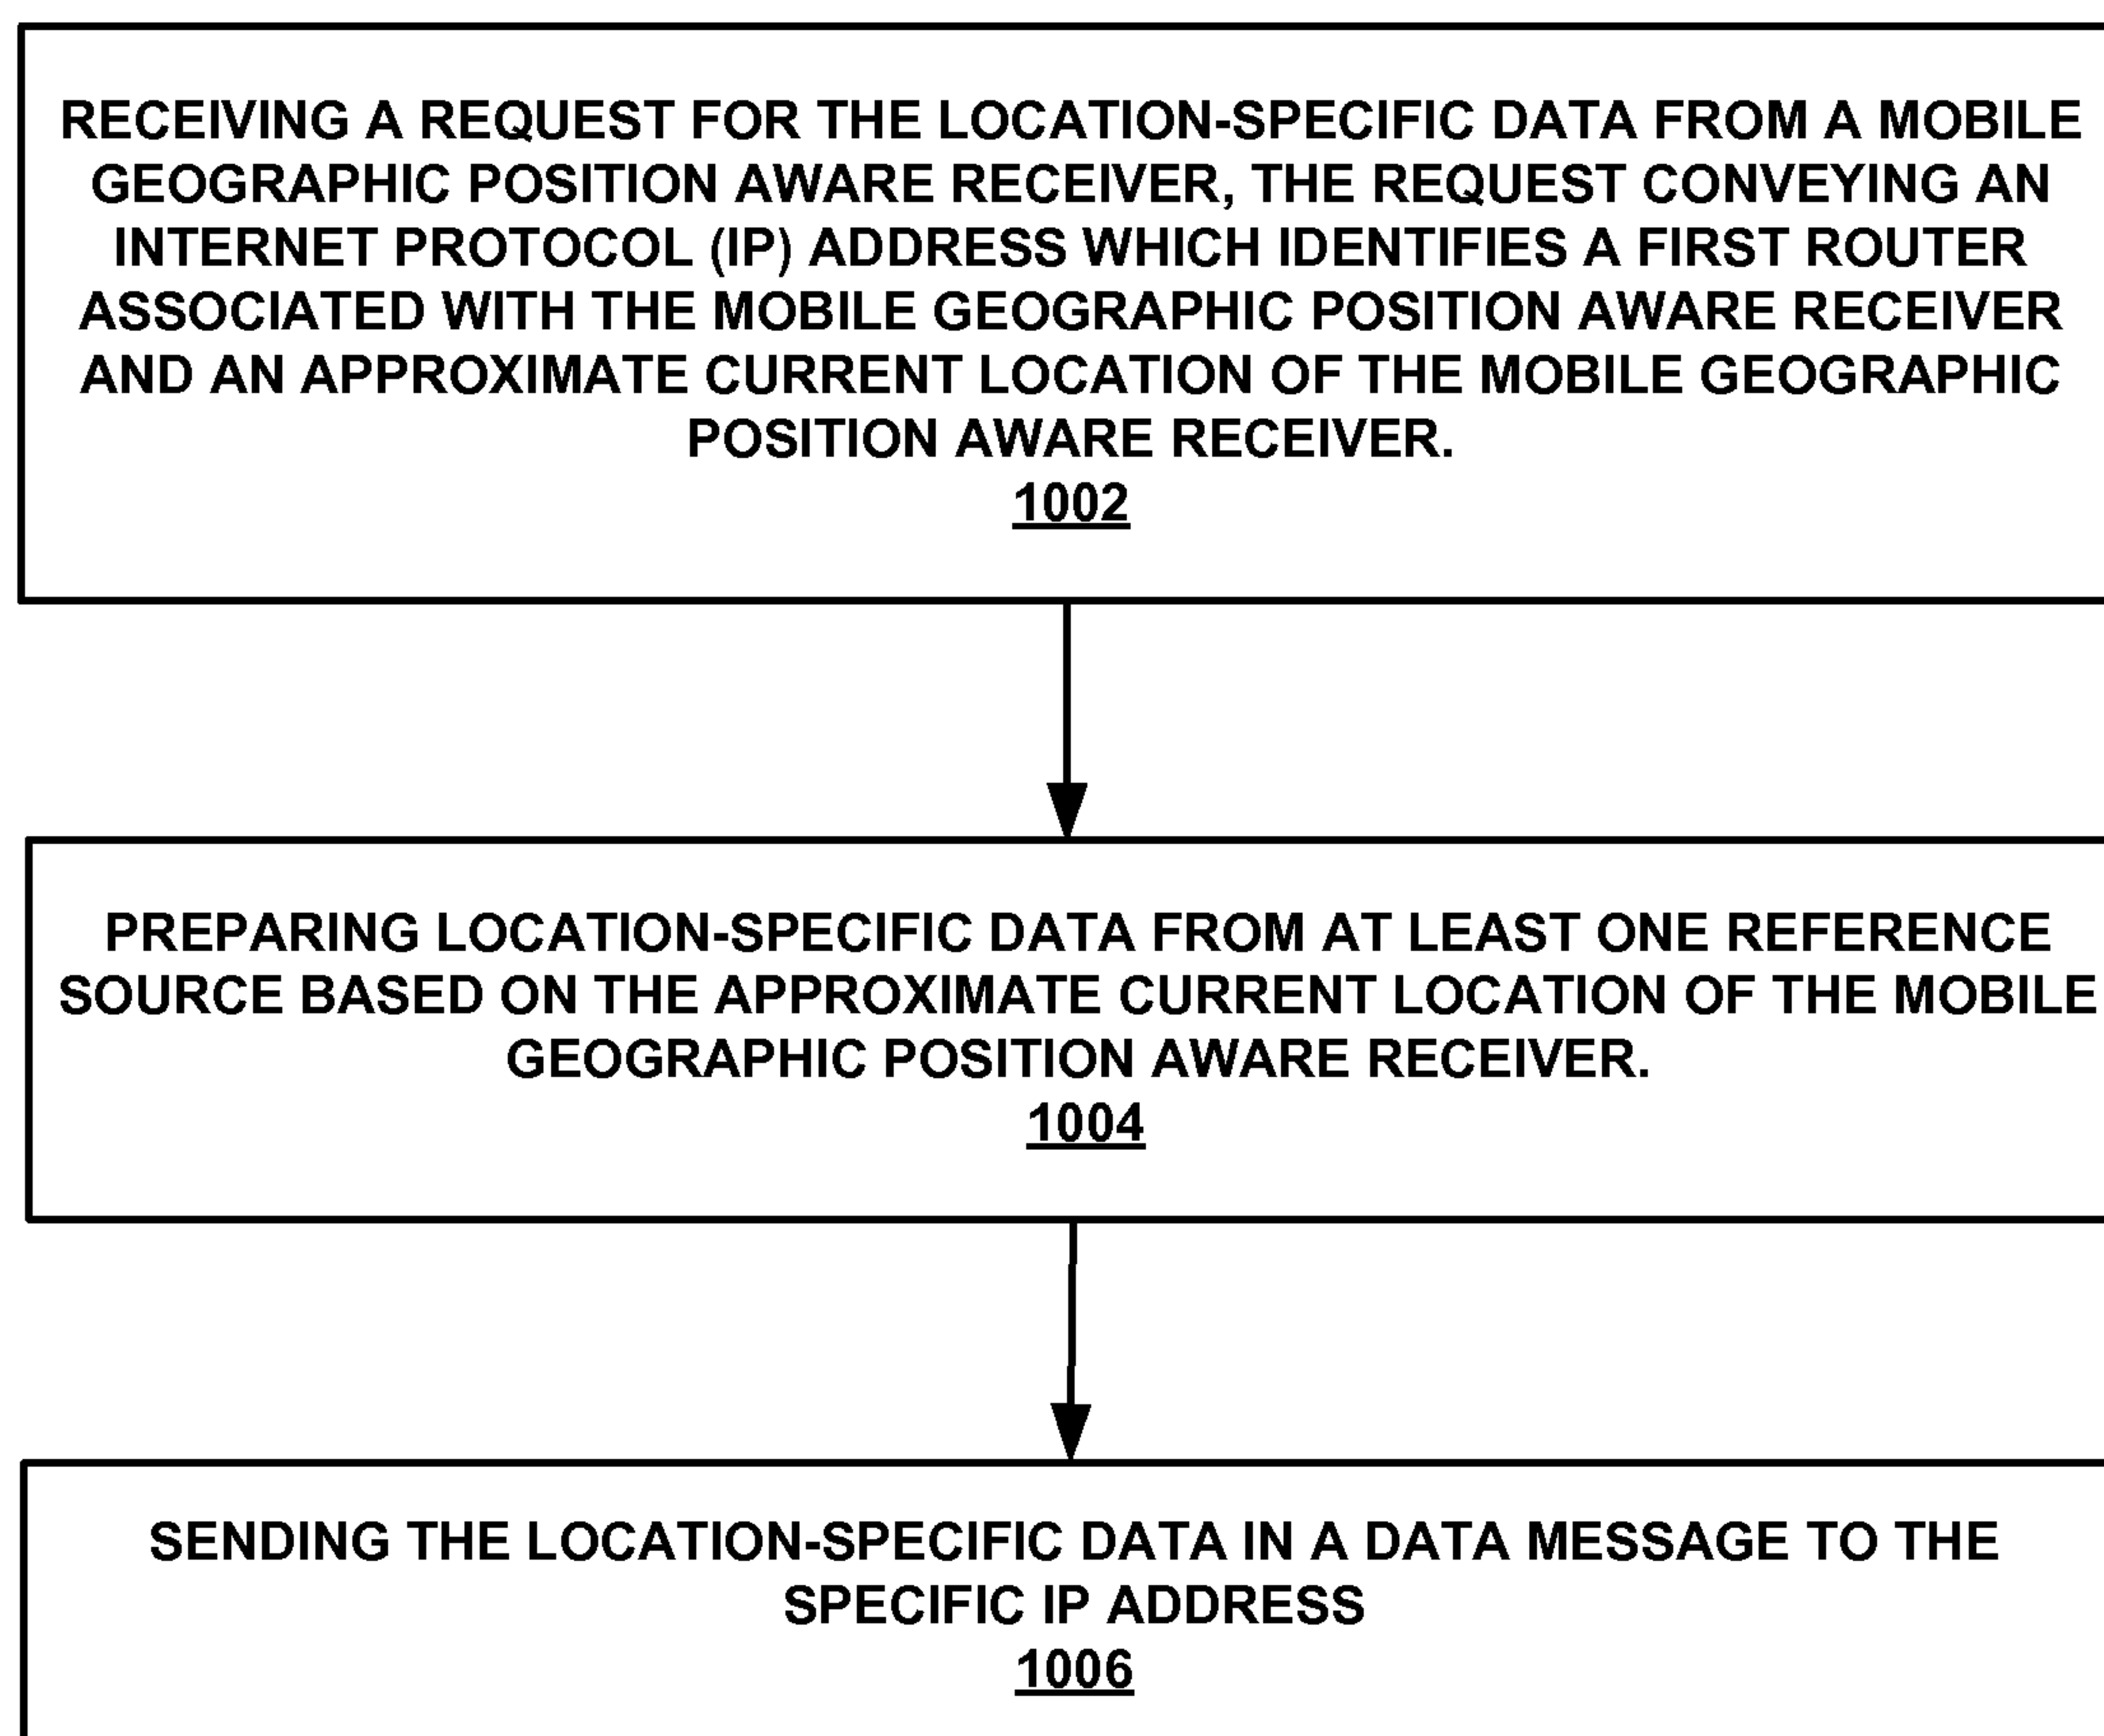 RECEIVING A REQUEST FOR THE LOCATION-SPECIFIC DATA FROM A MOBILE
GEOGRAPHIC POSITION AWARE RECEIVER, THE REQUEST CONVEYING AN
INTERNET PROTOCOL (IP) ADDRESS WHICH IDENTIFIES A FIRST ROUTER
ASSOCIATED WITH THE MOBILE GEOGRAPHIC POSITION AWARE RECEIVER
AND AN APPROXIMATE CURRENT LOCATION OF THE MOBILE GEOGRAPHIC
POSITION AWARE RECEIVER.
1002
PREPARING LOCATION-SPECIFIC DATA FROM AT LEAST ONE REFERENCE
SOURCE BASED ON THE APPROXIMATE CURRENT LOCATION OF THE MOBILE
GEOGRAPHIC POSITION AWARE RECEIVER.
1004
SENDING THE LOCATION-SPECIFIC DATA IN A DATA MESSAGE TO THE
SPECIFIC IP ADDRESS
1006